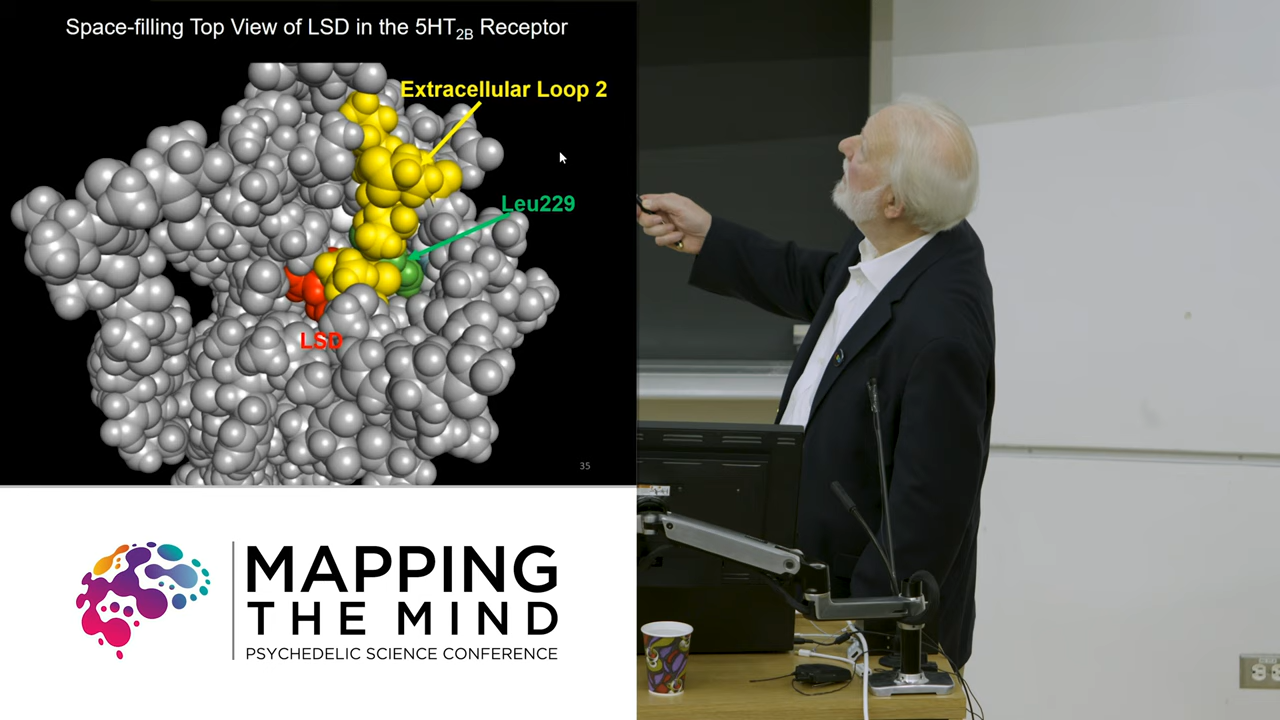 Space-filling Top View of LSD in the 5HT2B Receptor
Extracellular Loop 2
Leu229
LSD
35
MAPPING
THE MIND
PSYCHEDELIC SCIENCE CONFERENCE